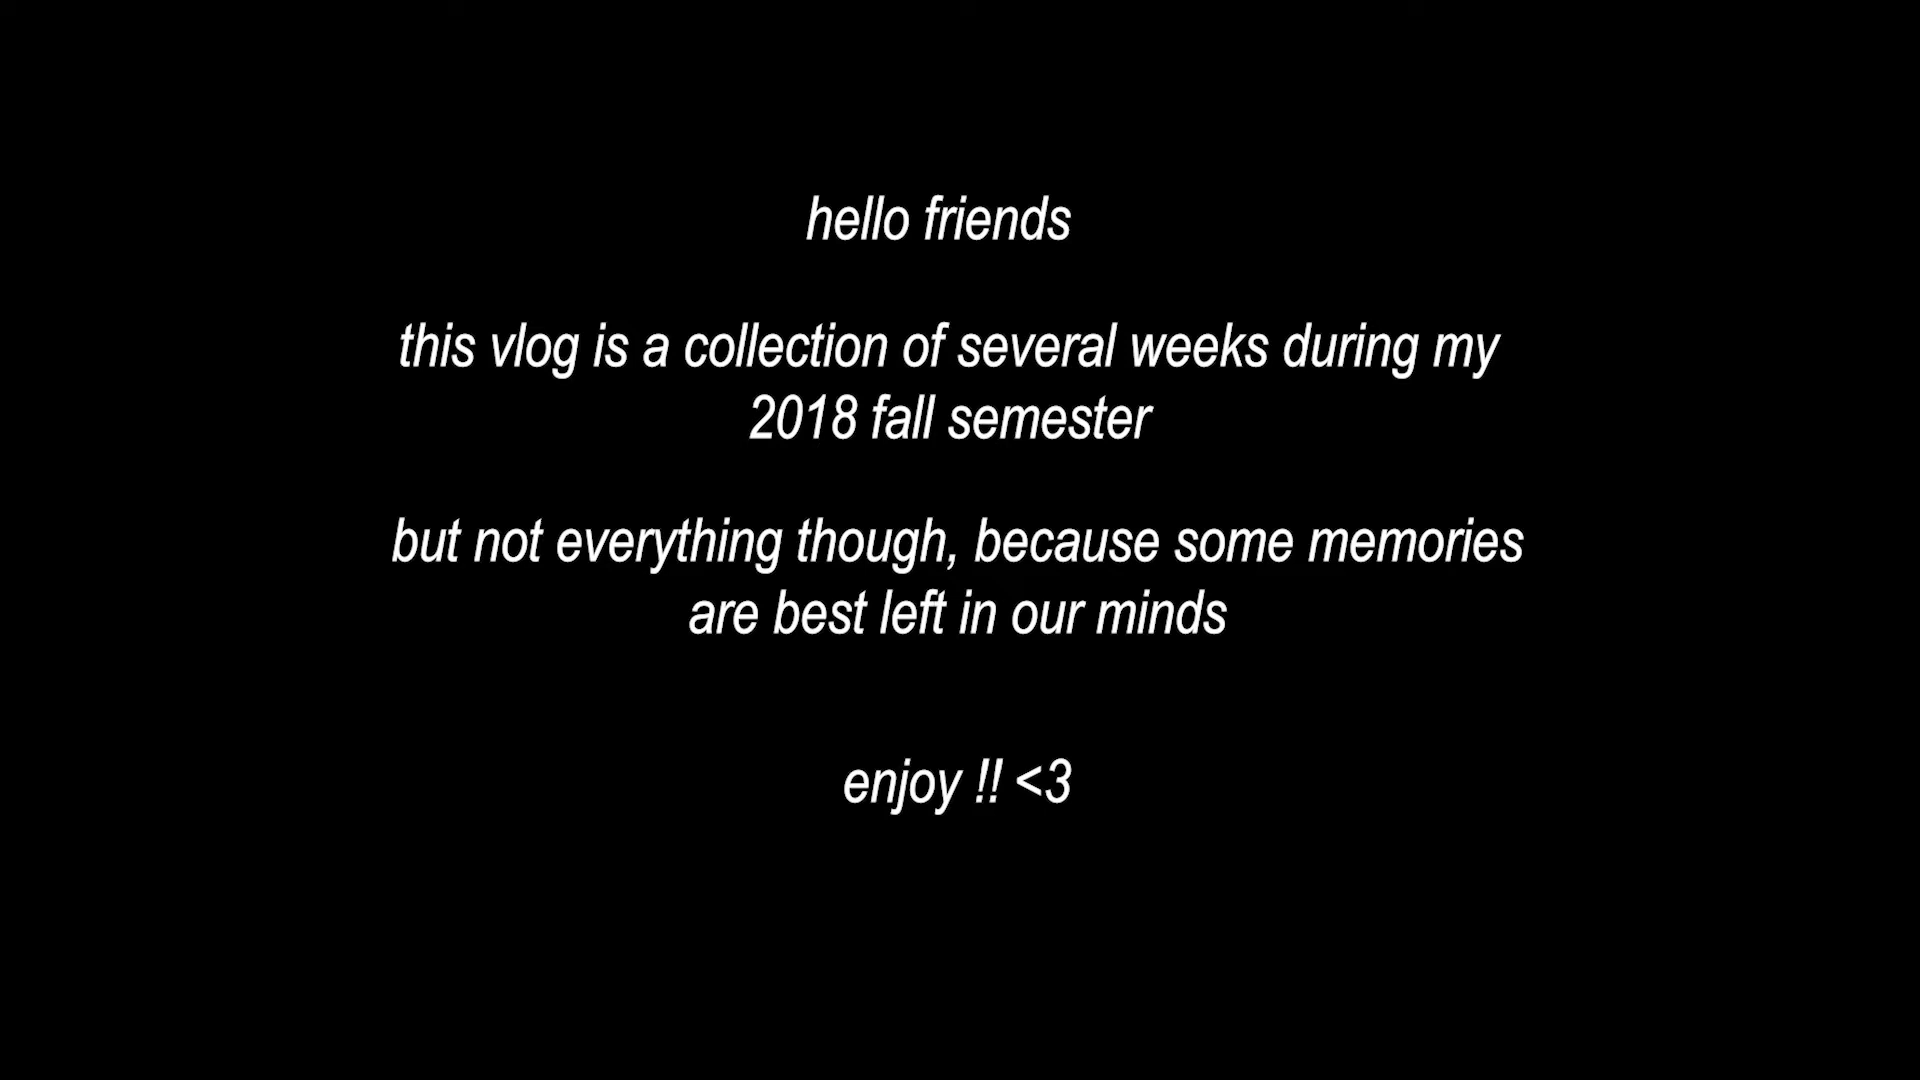 hello friends
this vlog is a collection of several weeks during my
2018 fall semester
but not everything though, because some memories
are best left in our minds
enjoy !! <3